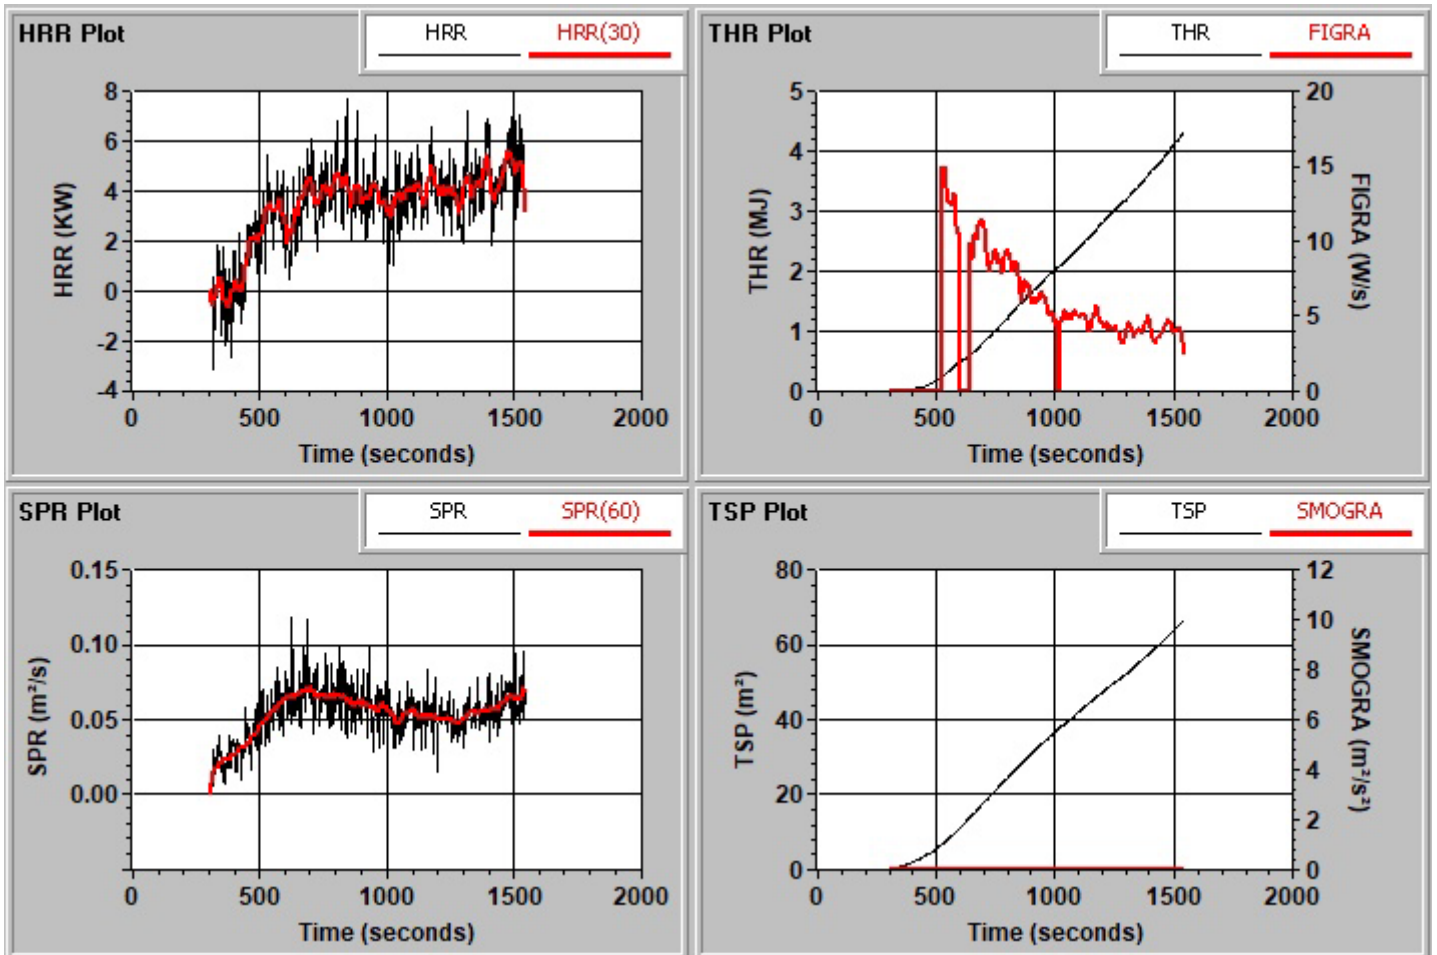 HRR Plot
HRR HRR(30)
8
6
4
2
0
-2
-4
HRR (KW)
0 500 1000 1500 2000
Time (seconds)
THR Plot
THR FIGRA
5
4
3
2
1
0
THR (MJ)
20
15
10
5
0
FIGRA (W/s)
0 500 1000 1500 2000
Time (seconds)
SPR Plot
SPR SPR(60)
0.15
0.10
0.05
0.00
SPR (m²/s)
0 500 1000 1500 2000
Time (seconds)
TSP Plot
TSP SMOGRA
80
60
40
20
0
TSP (m²)
12
10
8
6
4
2
0
SMOGRA (m²/s²)
0 500 1000 1500 2000
Time (seconds)